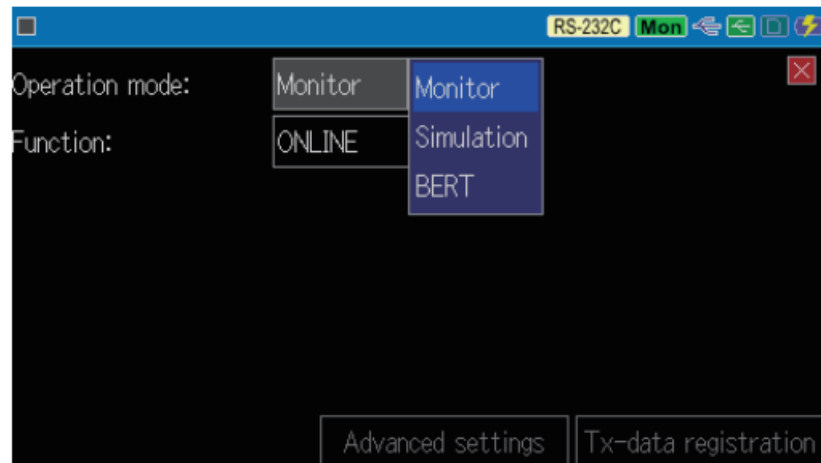 RS-232C Mon
Operation mode: Monitor Monitor
Function: ONLINE Simulation
BERT
Advanced settings Tx-data registration